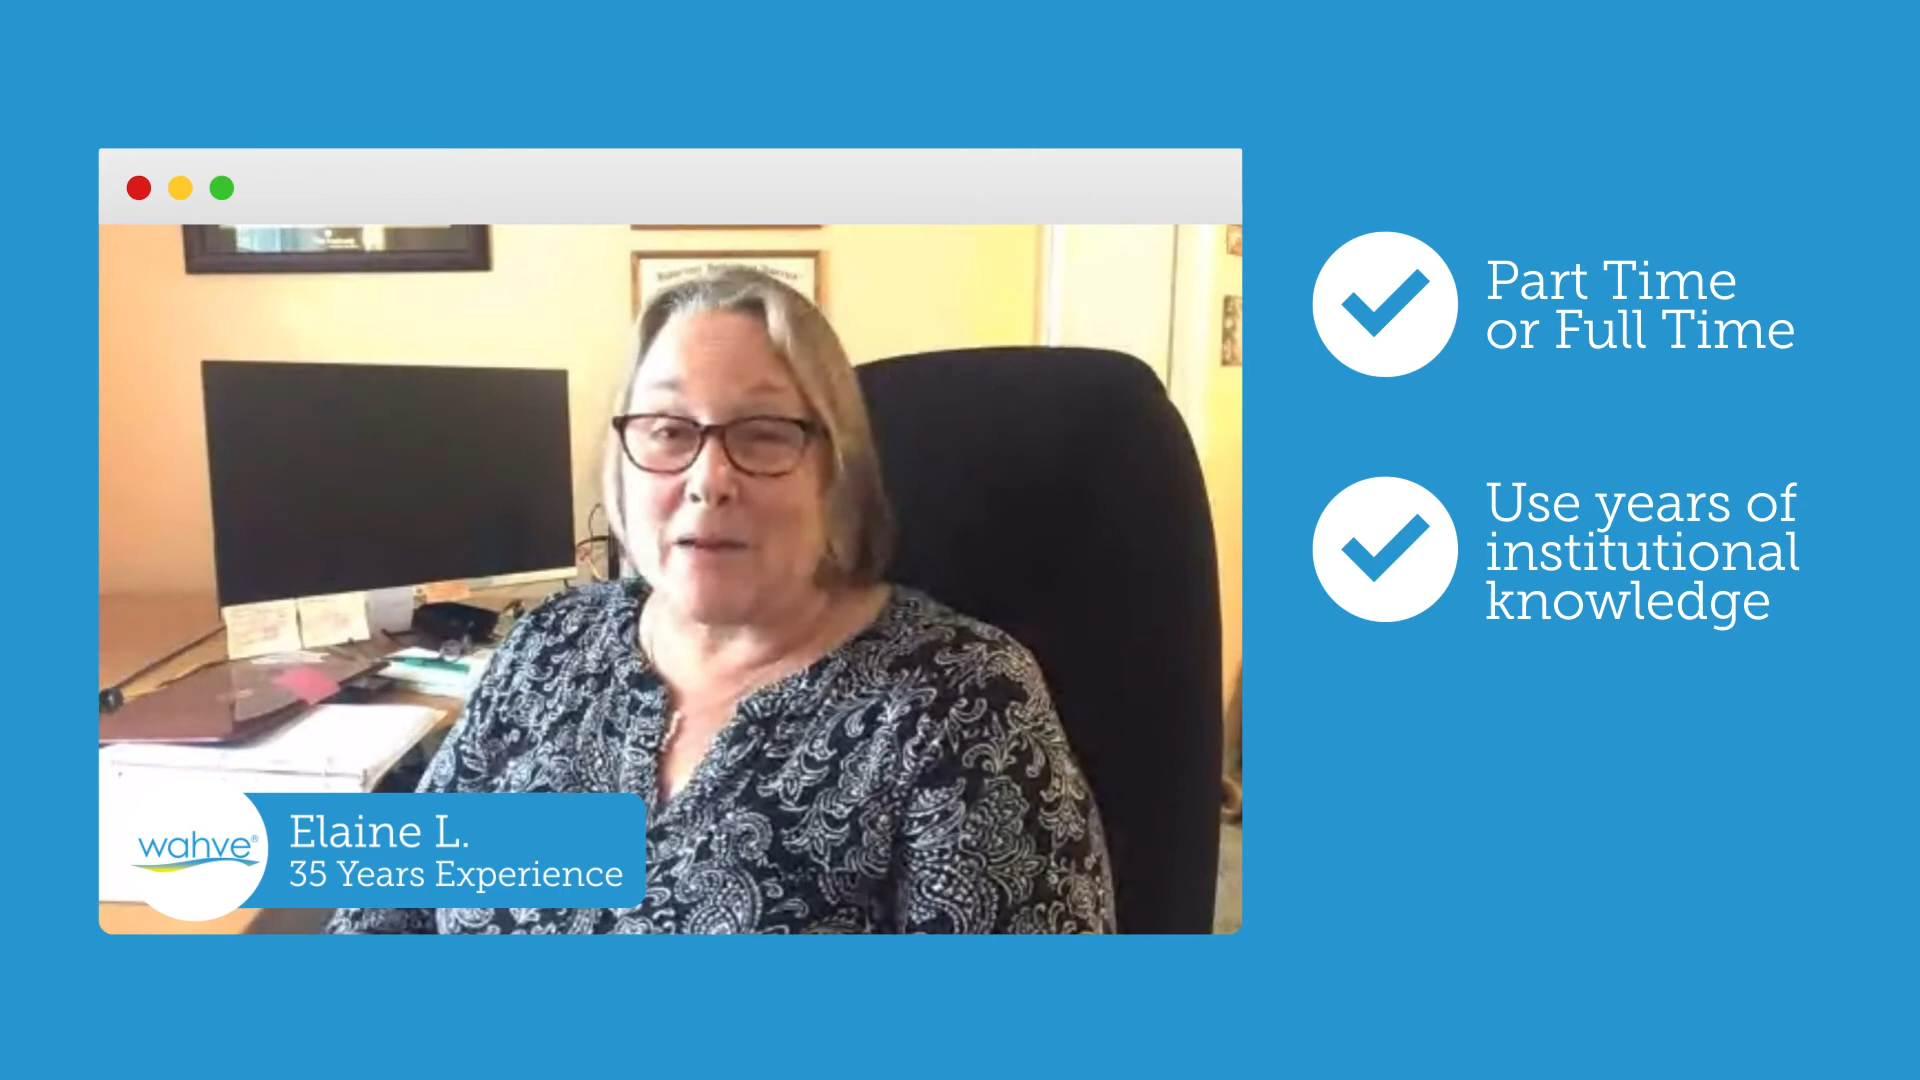 Part Time
or Full Time
Use years of
institutional
knowledge
wahve®
Elaine L.
35 Years Experience